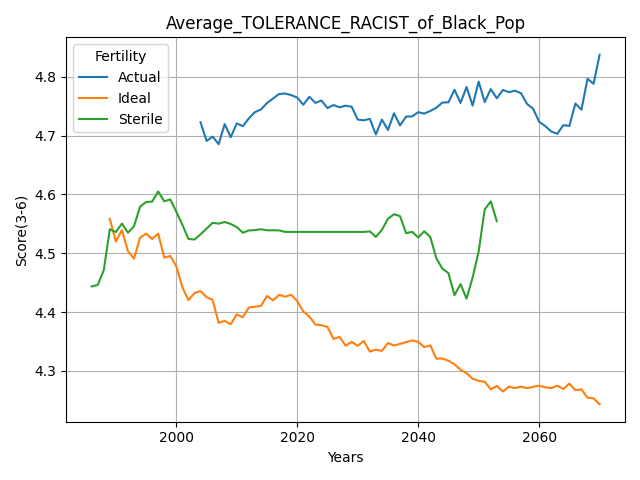 Average_TOLERANCE_RACIST_of_Black_Pop
Fertility
Actual
Ideal
Sterile
Score(3-6)
4.8
4.7
4.6
4.5
4.4
4.3
2000 2020 2040 2060
Years